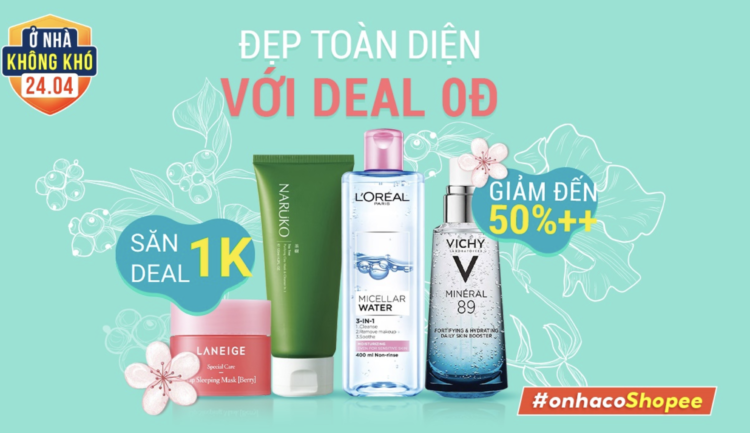 Ở NHÀ
KHÔNG KHÓ
24.04
ĐẸP TOÀN DIỆN
VỚI DEAL 0Đ
SĂN
DEAL 1K
GIẢM ĐẾN
50%++
LANEIGE
Special Care
Sleeping Mask [Berry]
NARUKO
L'ORÉAL
PARIS
MICELLAR
WATER
3-IN-1
1.Cleanse
2.Remove makeup
3.Soothe
MOISTURIZING
400 ml Non-rinse
VICHY
LABORATOIRES
MINÉRAL
89
FORTIFYING & HYDRATING
DAILY SKIN BOOSTER
#onhacoShopee